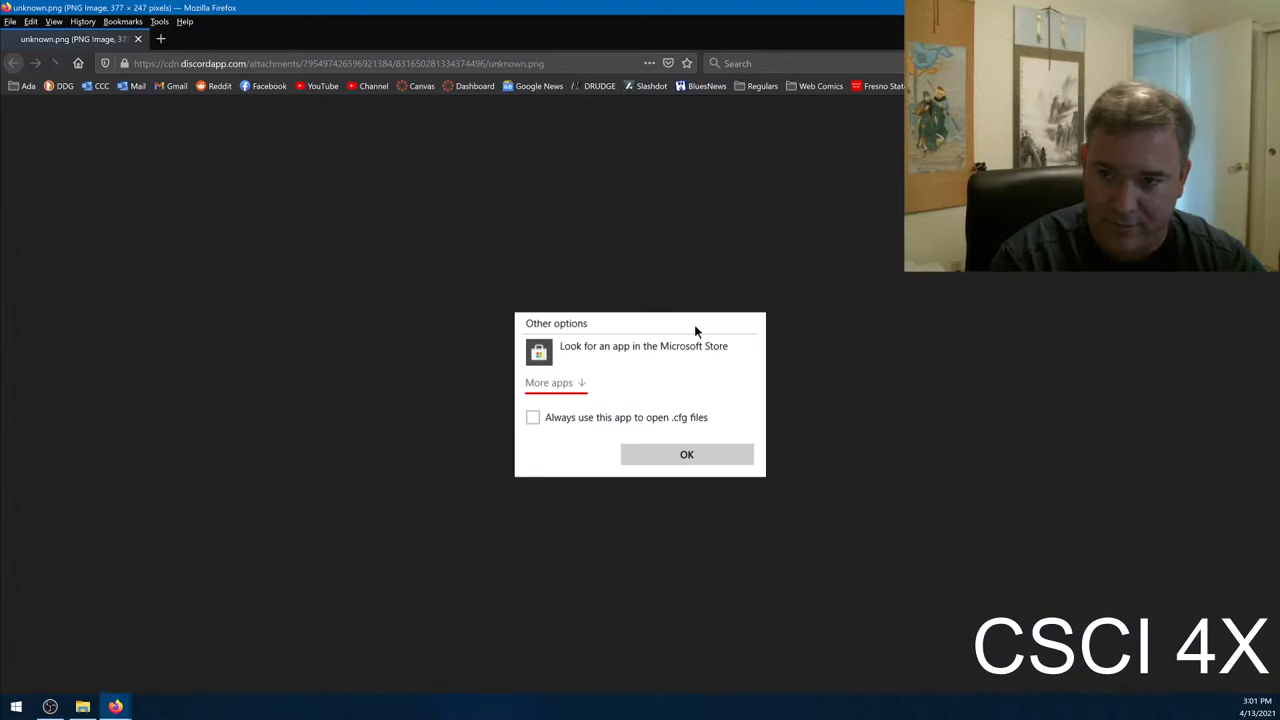 unknown.png (PNG Image, 377 × 247 pixels) — Mozilla Firefox
File Edit View History Bookmarks Tools Help
unknown.png (PNG Image, 37
https://cdn.discordapp.com/attachments/795497426596921384/831650281334374496/unknown.png
Search
Ada DDG CCC Mail Gmail Reddit Facebook YouTube Channel Canvas Dashboard Google News DRUDGE Slashdot BluesNews Regulars Web Comics Fresno Stat
Other options
Look for an app in the Microsoft Store
More apps
Always use this app to open .cfg files
OK
CSCI 4X
3:01 PM
4/13/2021